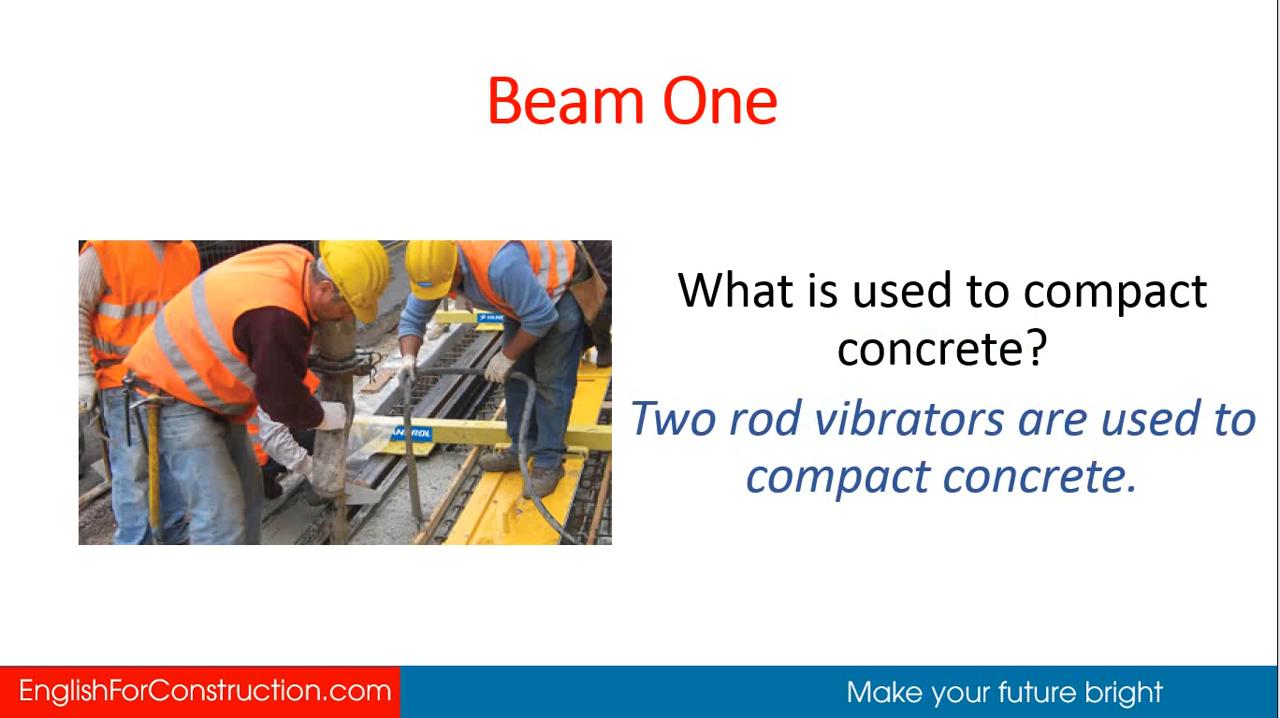 Beam One
What is used to compact
concrete?
Two rod vibrators are used to
compact concrete.
EnglishForConstruction.com
Make your future bright